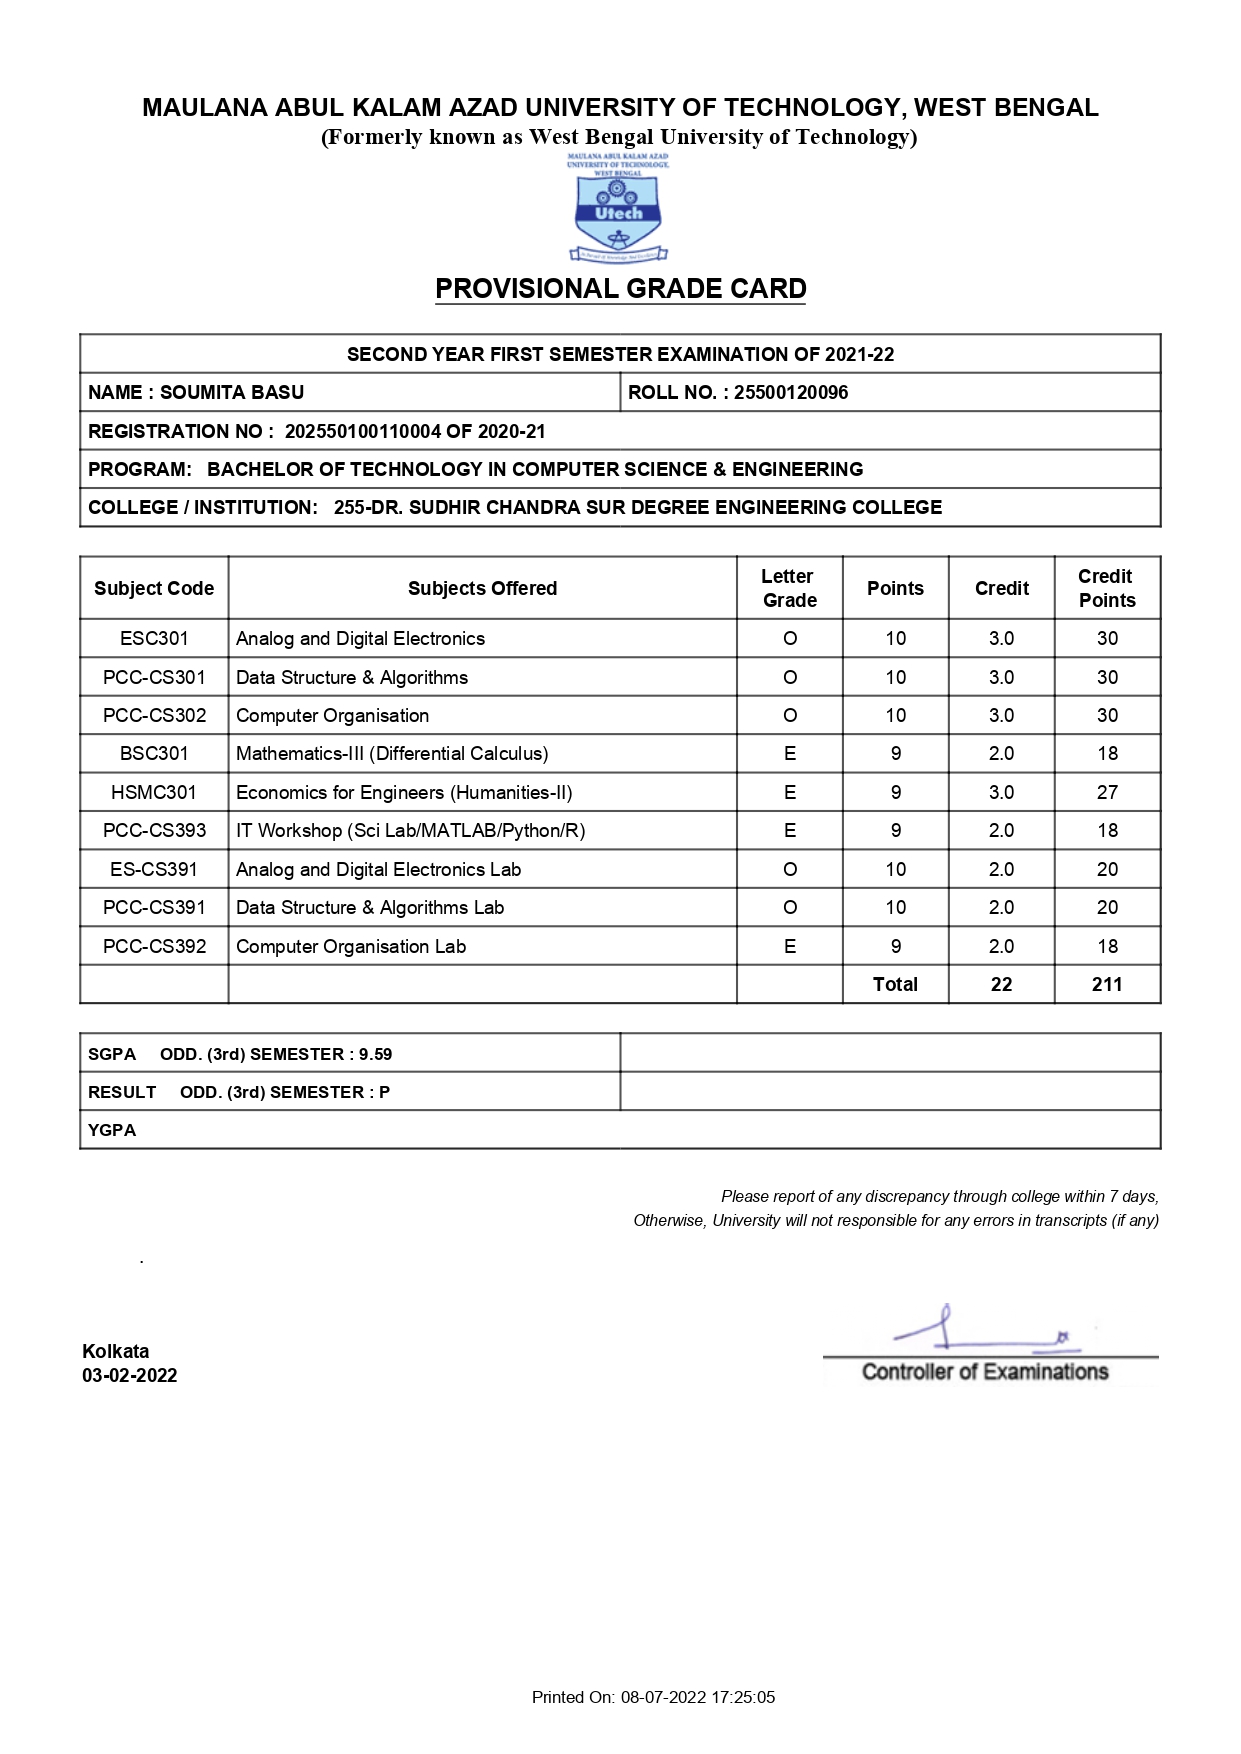 MAULANA ABUL KALAM AZAD UNIVERSITY OF TECHNOLOGY, WEST BENGAL
(Formerly known as West Bengal University of Technology)
MAULANA ABUL KALAM AZAD
UNIVERSITY OF TECHNOLOGY,
WEST BENGAL
Utech
PROVISIONAL GRADE CARD
SECOND YEAR FIRST SEMESTER EXAMINATION OF 2021-22
NAME : SOUMITA BASU ROLL NO. : 25500120096
REGISTRATION NO : 202550100110004 OF 2020-21
PROGRAM: BACHELOR OF TECHNOLOGY IN COMPUTER SCIENCE & ENGINEERING
COLLEGE / INSTITUTION: 255-DR. SUDHIR CHANDRA SUR DEGREE ENGINEERING COLLEGE
Subject Code Subjects Offered Letter Grade Points Credit Credit Points
ESC301 Analog and Digital Electronics O 10 3.0 30
PCC-CS301 Data Structure & Algorithms O 10 3.0 30
PCC-CS302 Computer Organisation O 10 3.0 30
BSC301 Mathematics-III (Differential Calculus) E 9 2.0 18
HSMC301 Economics for Engineers (Humanities-II) E 9 3.0 27
PCC-CS393 IT Workshop (Sci Lab/MATLAB/Python/R) E 9 2.0 18
ES-CS391 Analog and Digital Electronics Lab O 10 2.0 20
PCC-CS391 Data Structure & Algorithms Lab O 10 2.0 20
PCC-CS392 Computer Organisation Lab E 9 2.0 18
Total 22 211
SGPA ODD. (3rd) SEMESTER : 9.59
RESULT ODD. (3rd) SEMESTER : P
YGPA
Please report of any discrepancy through college within 7 days,
Otherwise, University will not responsible for any errors in transcripts (if any)
.
Kolkata
03-02-2022
Controller of Examinations
Printed On: 08-07-2022 17:25:05